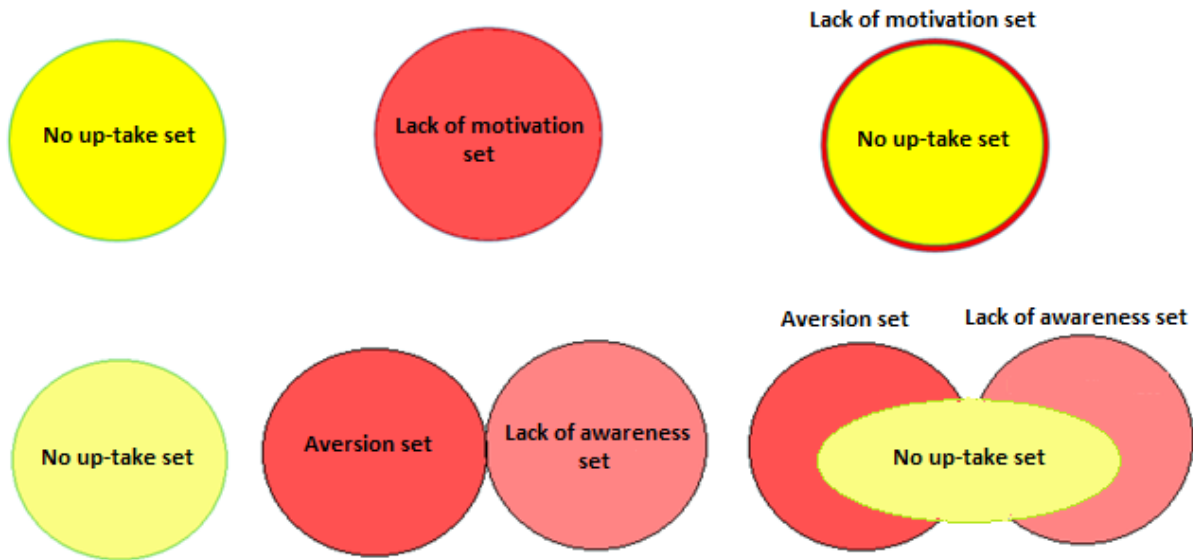 Lack of motivation set
No up-take set
Lack of motivation
set
No up-take set
Aversion set
Lack of awareness set
No up-take set
Aversion set
Lack of awareness
set
No up-take set